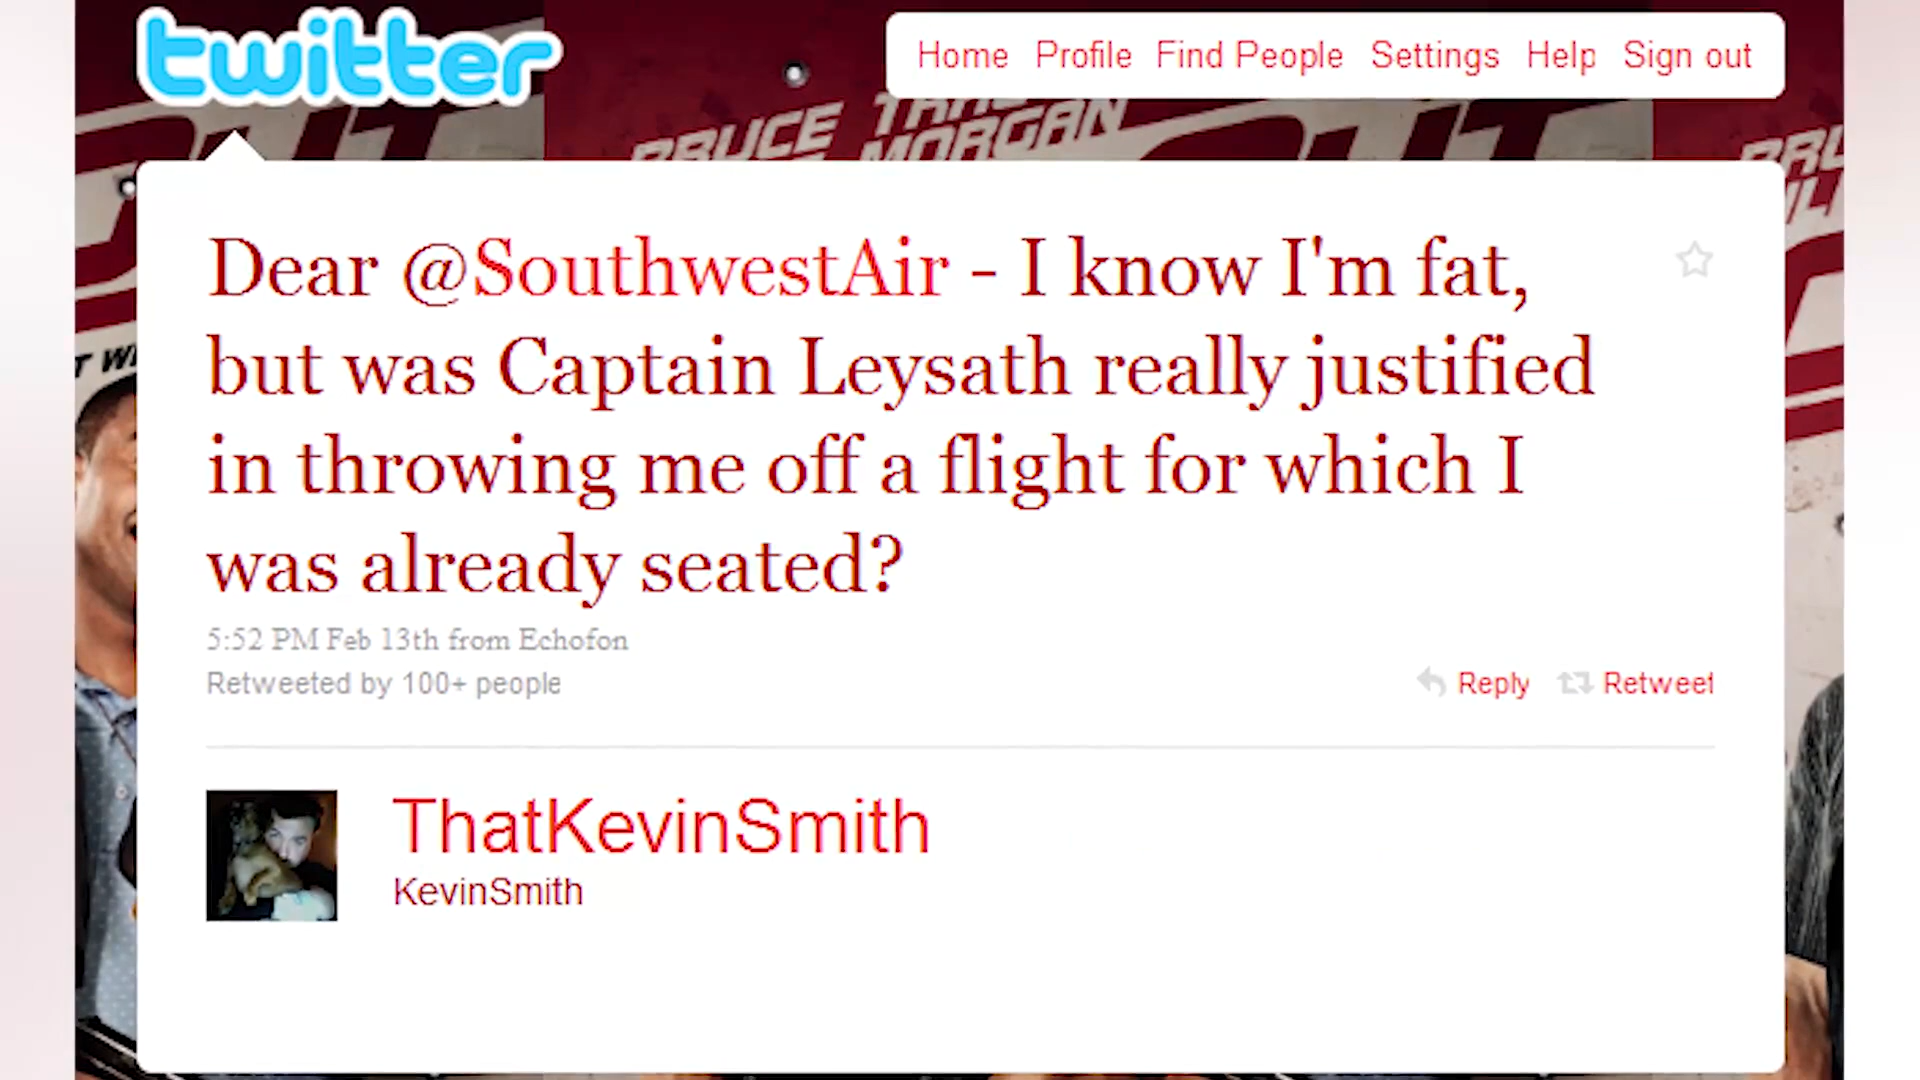 twitter
Home Profile Find People Settings Help Sign out
BRUCE
MORGAN
Dear @SouthwestAir - I know I'm fat,
but was Captain Leysath really justified
in throwing me off a flight for which I
was already seated?
5:52 PM Feb 13th from Echofon
Retweeted by 100+ people
Reply Retweet
ThatKevinSmith
KevinSmith